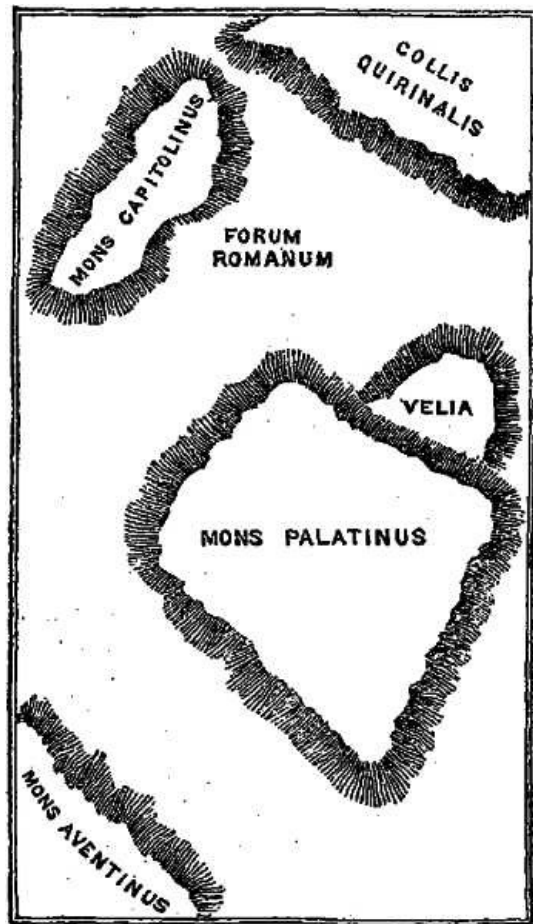 COLLIS
QUIRINALIS
MONS CAPITOLINUS
FORUM
ROMANUM
VELIA
MONS PALATINUS
MONS AVENTINUS